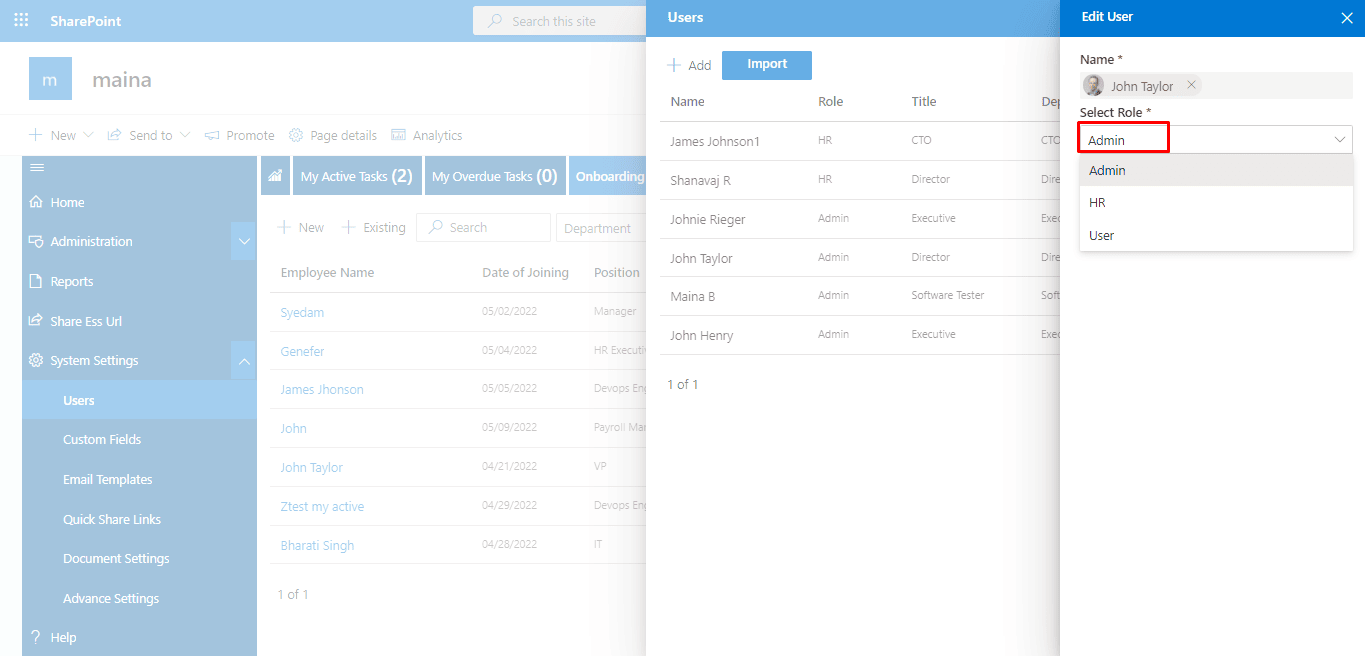 SharePoint
Search this site
m
maina
New
Send to
Promote
Page details
Analytics
Home
Administration
Reports
Share Ess Url
System Settings
Users
Custom Fields
Email Templates
Quick Share Links
Document Settings
Advance Settings
Help
My Active Tasks (2)
My Overdue Tasks (0)
Onboarding
New
Existing
Search
Department
Employee Name Date of Joining Position
Syedam 05/02/2022 Manager
Genefer 05/04/2022 HR Executi
James Jhonson 05/05/2022 Devops Eng
John 05/09/2022 Payroll Ma
John Taylor 04/21/2022 VP
Ztest my active 04/29/2022 Devops Eng
Bharati Singh 04/28/2022 IT
1 of 1
Users
Add
Import
Name Role Title Dep
James Johnson1 HR CTO CTO
Shanavaj R HR Director Dire
Johnie Rieger Admin Executive Exec
John Taylor Admin Director Dire
Maina B Admin Software Tester Soft
John Henry Admin Executive Exec
1 of 1
Edit User
Name *
John Taylor
Select Role *
Admin
Admin
HR
User